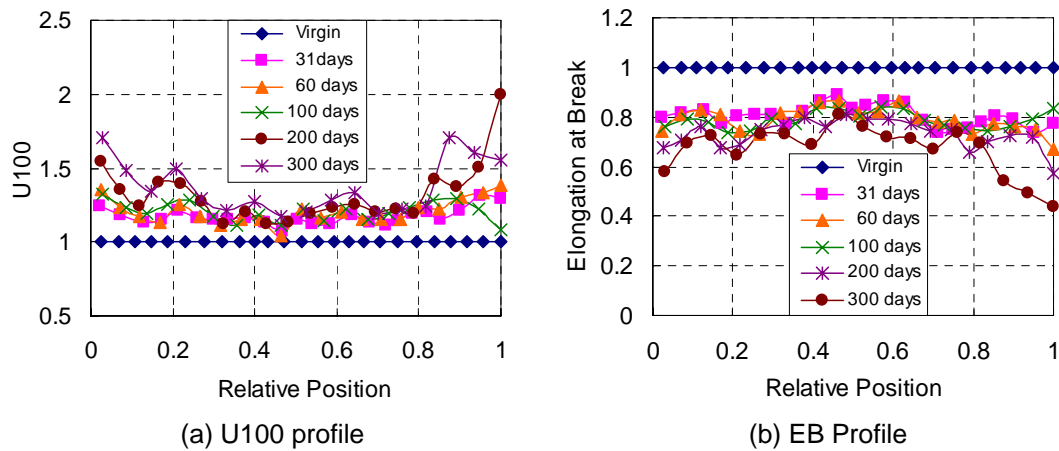 2.5
2
1.5
1
0.5
U100
0
0.2
0.4
0.6
0.8
1
Relative Position
Virgin
31days
60 days
100 days
200 days
300 days
(a) U100 profile
1.2
1
0.8
0.6
0.4
0.2
0
Elongation at Break
0
0.2
0.4
0.6
0.8
1
Relative Position
Virgin
31 days
60 days
100 days
200 days
300 days
(b) EB Profile